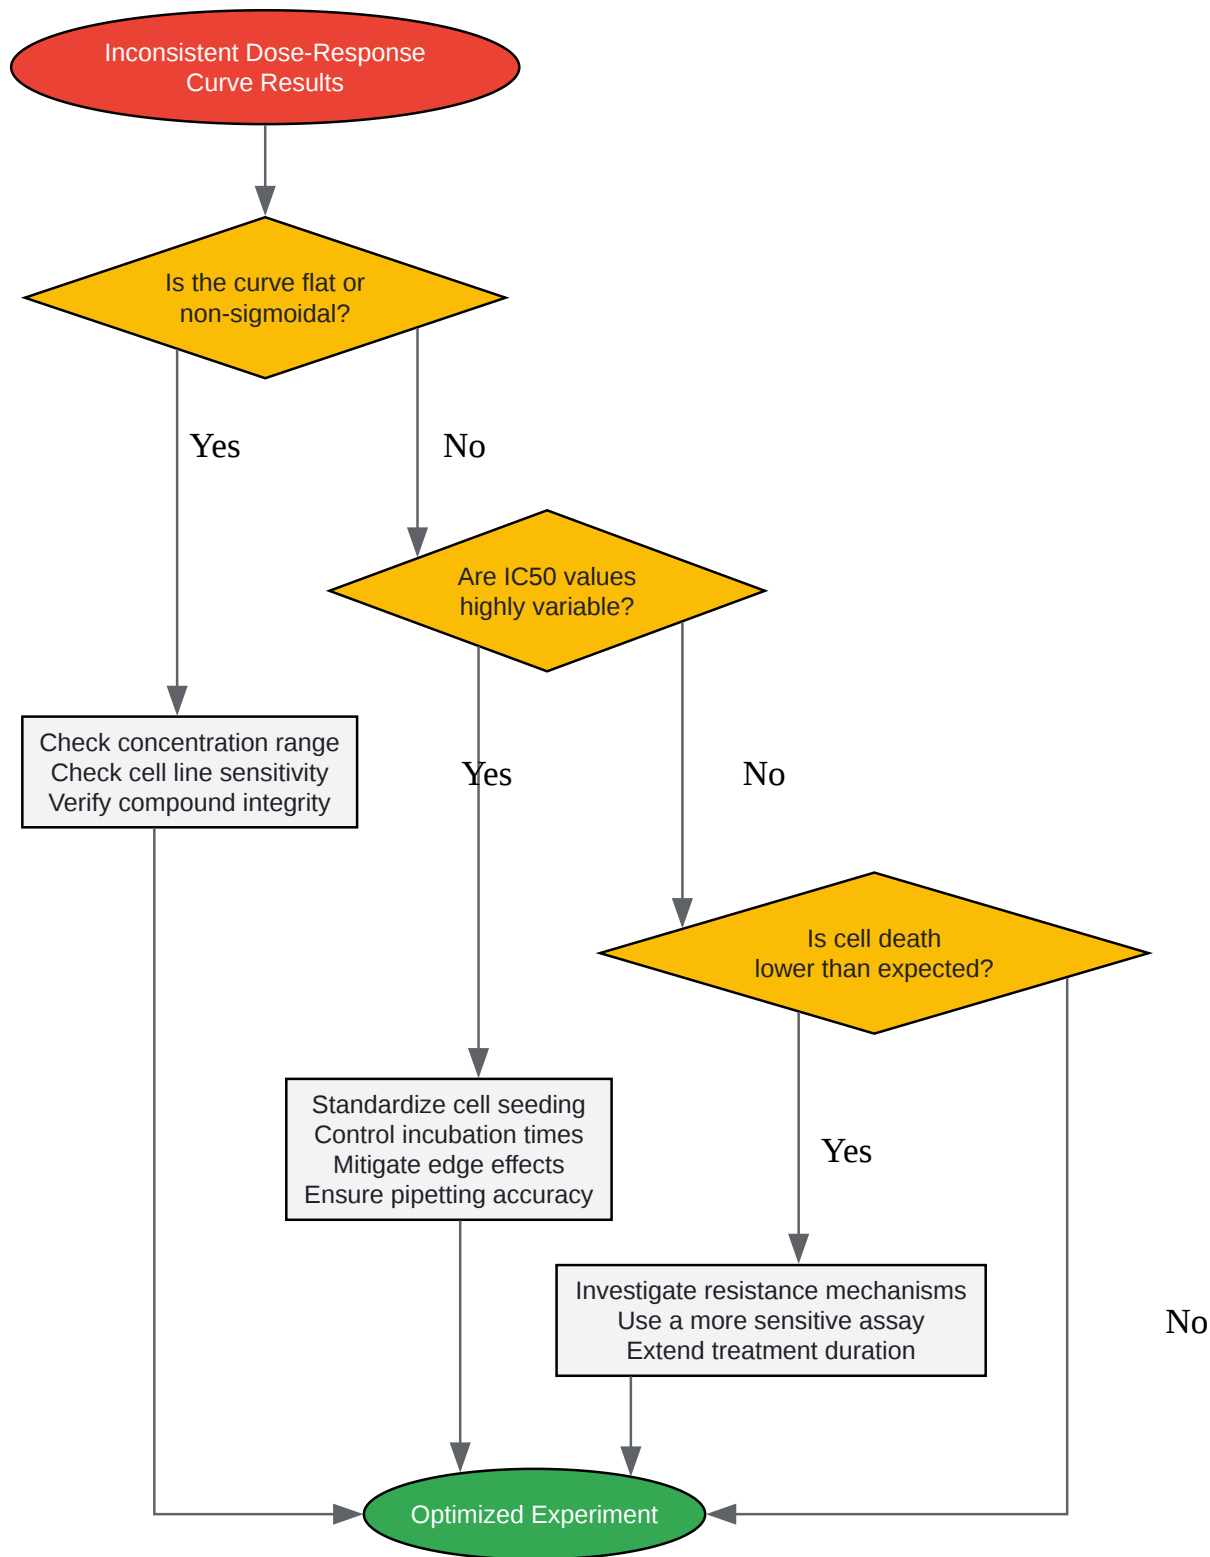 Inconsistent Dose-Response
Curve Results
Is the curve flat or
non-sigmoidal?
Yes
No
Are IC50 values
highly variable?
Check concentration range
Check cell line sensitivity
Verify compound integrity
Yes
No
Is cell death
lower than expected?
Standardize cell seeding
Control incubation times
Mitigate edge effects
Ensure pipetting accuracy
Yes
Investigate resistance mechanisms
Use a more sensitive assay
Extend treatment duration
No
Optimized Experiment